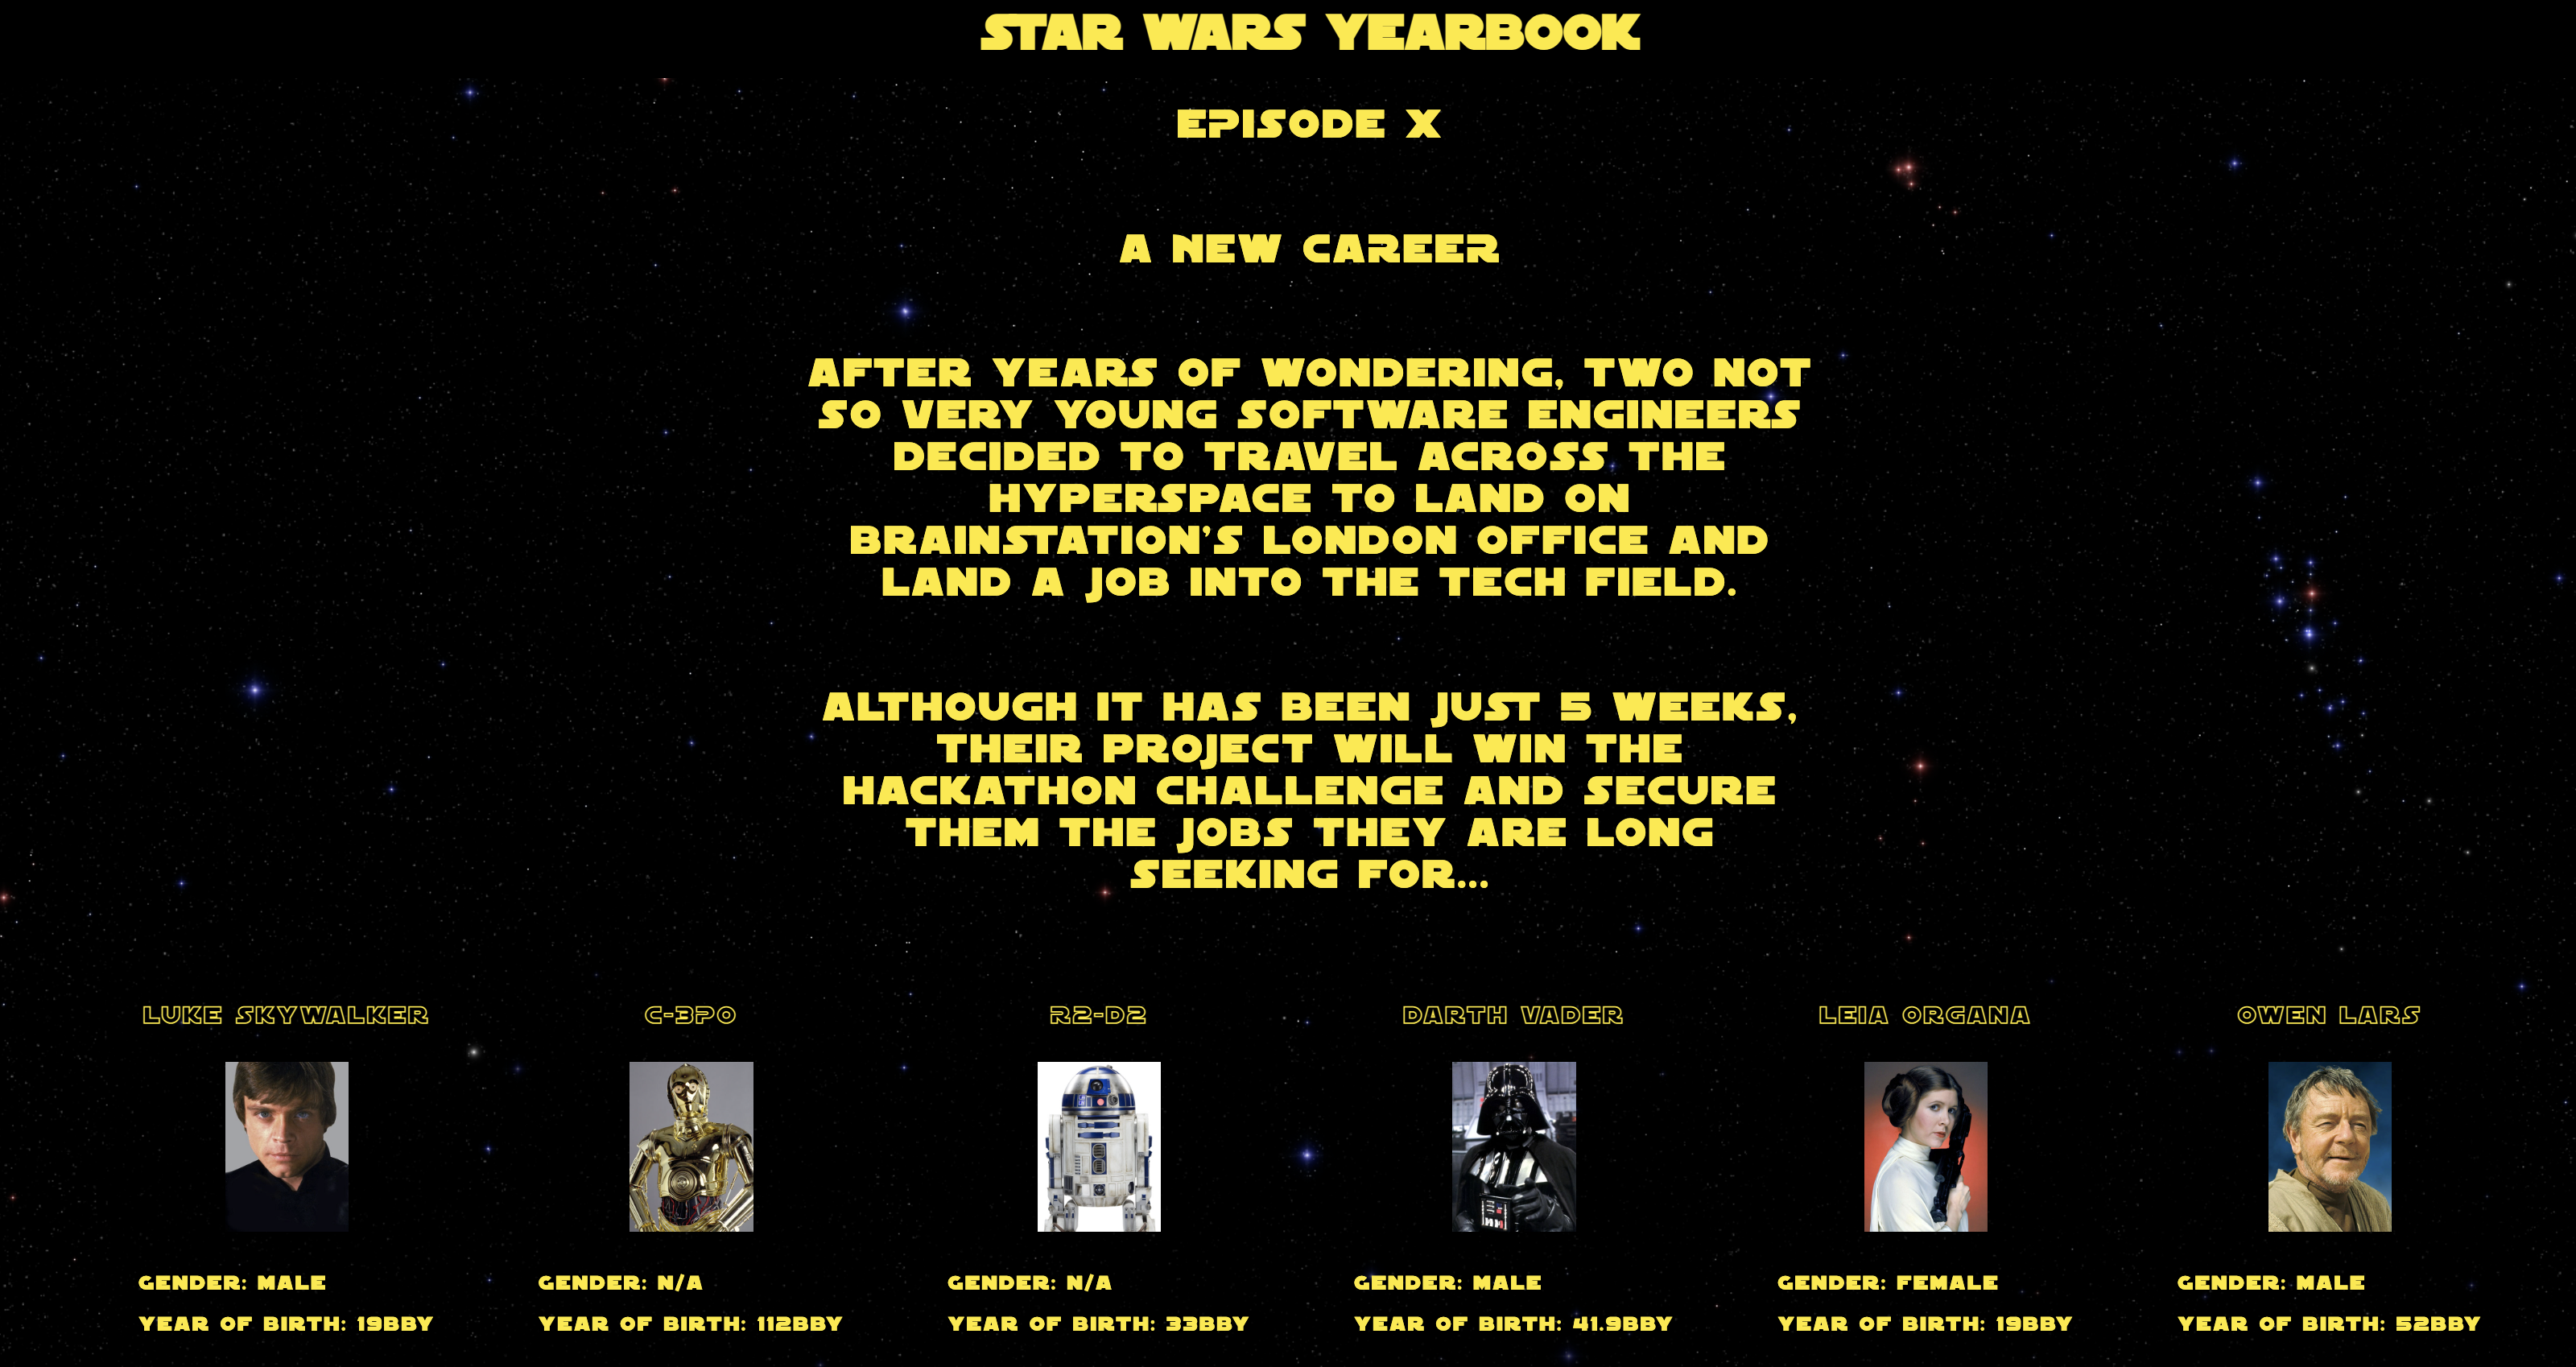 STAR WARS YEARBOOK
EPISODE X
A NEW CAREER
AFTER YEARS OF WONDERING, TWO NOT
SO VERY YOUNG SOFTWARE ENGINEERS
DECIDED TO TRAVEL ACROSS THE
HYPERSPACE TO LAND ON
BRAINSTATION'S LONDON OFFICE AND
LAND A JOB INTO THE TECH FIELD.
ALTHOUGH IT HAS BEEN JUST 5 WEEKS,
THEIR PROJECT WILL WIN THE
HACKATHON CHALLENGE AND SECURE
THEM THE JOBS THEY ARE LONG
SEEKING FOR...
LUKE SKYWALKER
GENDER: MALE
YEAR OF BIRTH: 19BBY
C-3PO
GENDER: N/A
YEAR OF BIRTH: 112BBY
R2-D2
GENDER: N/A
YEAR OF BIRTH: 33BBY
DARTH VADER
GENDER: MALE
YEAR OF BIRTH: 41.9BBY
LEIA ORGANA
GENDER: FEMALE
YEAR OF BIRTH: 19BBY
OWEN LARS
GENDER: MALE
YEAR OF BIRTH: 52BBY